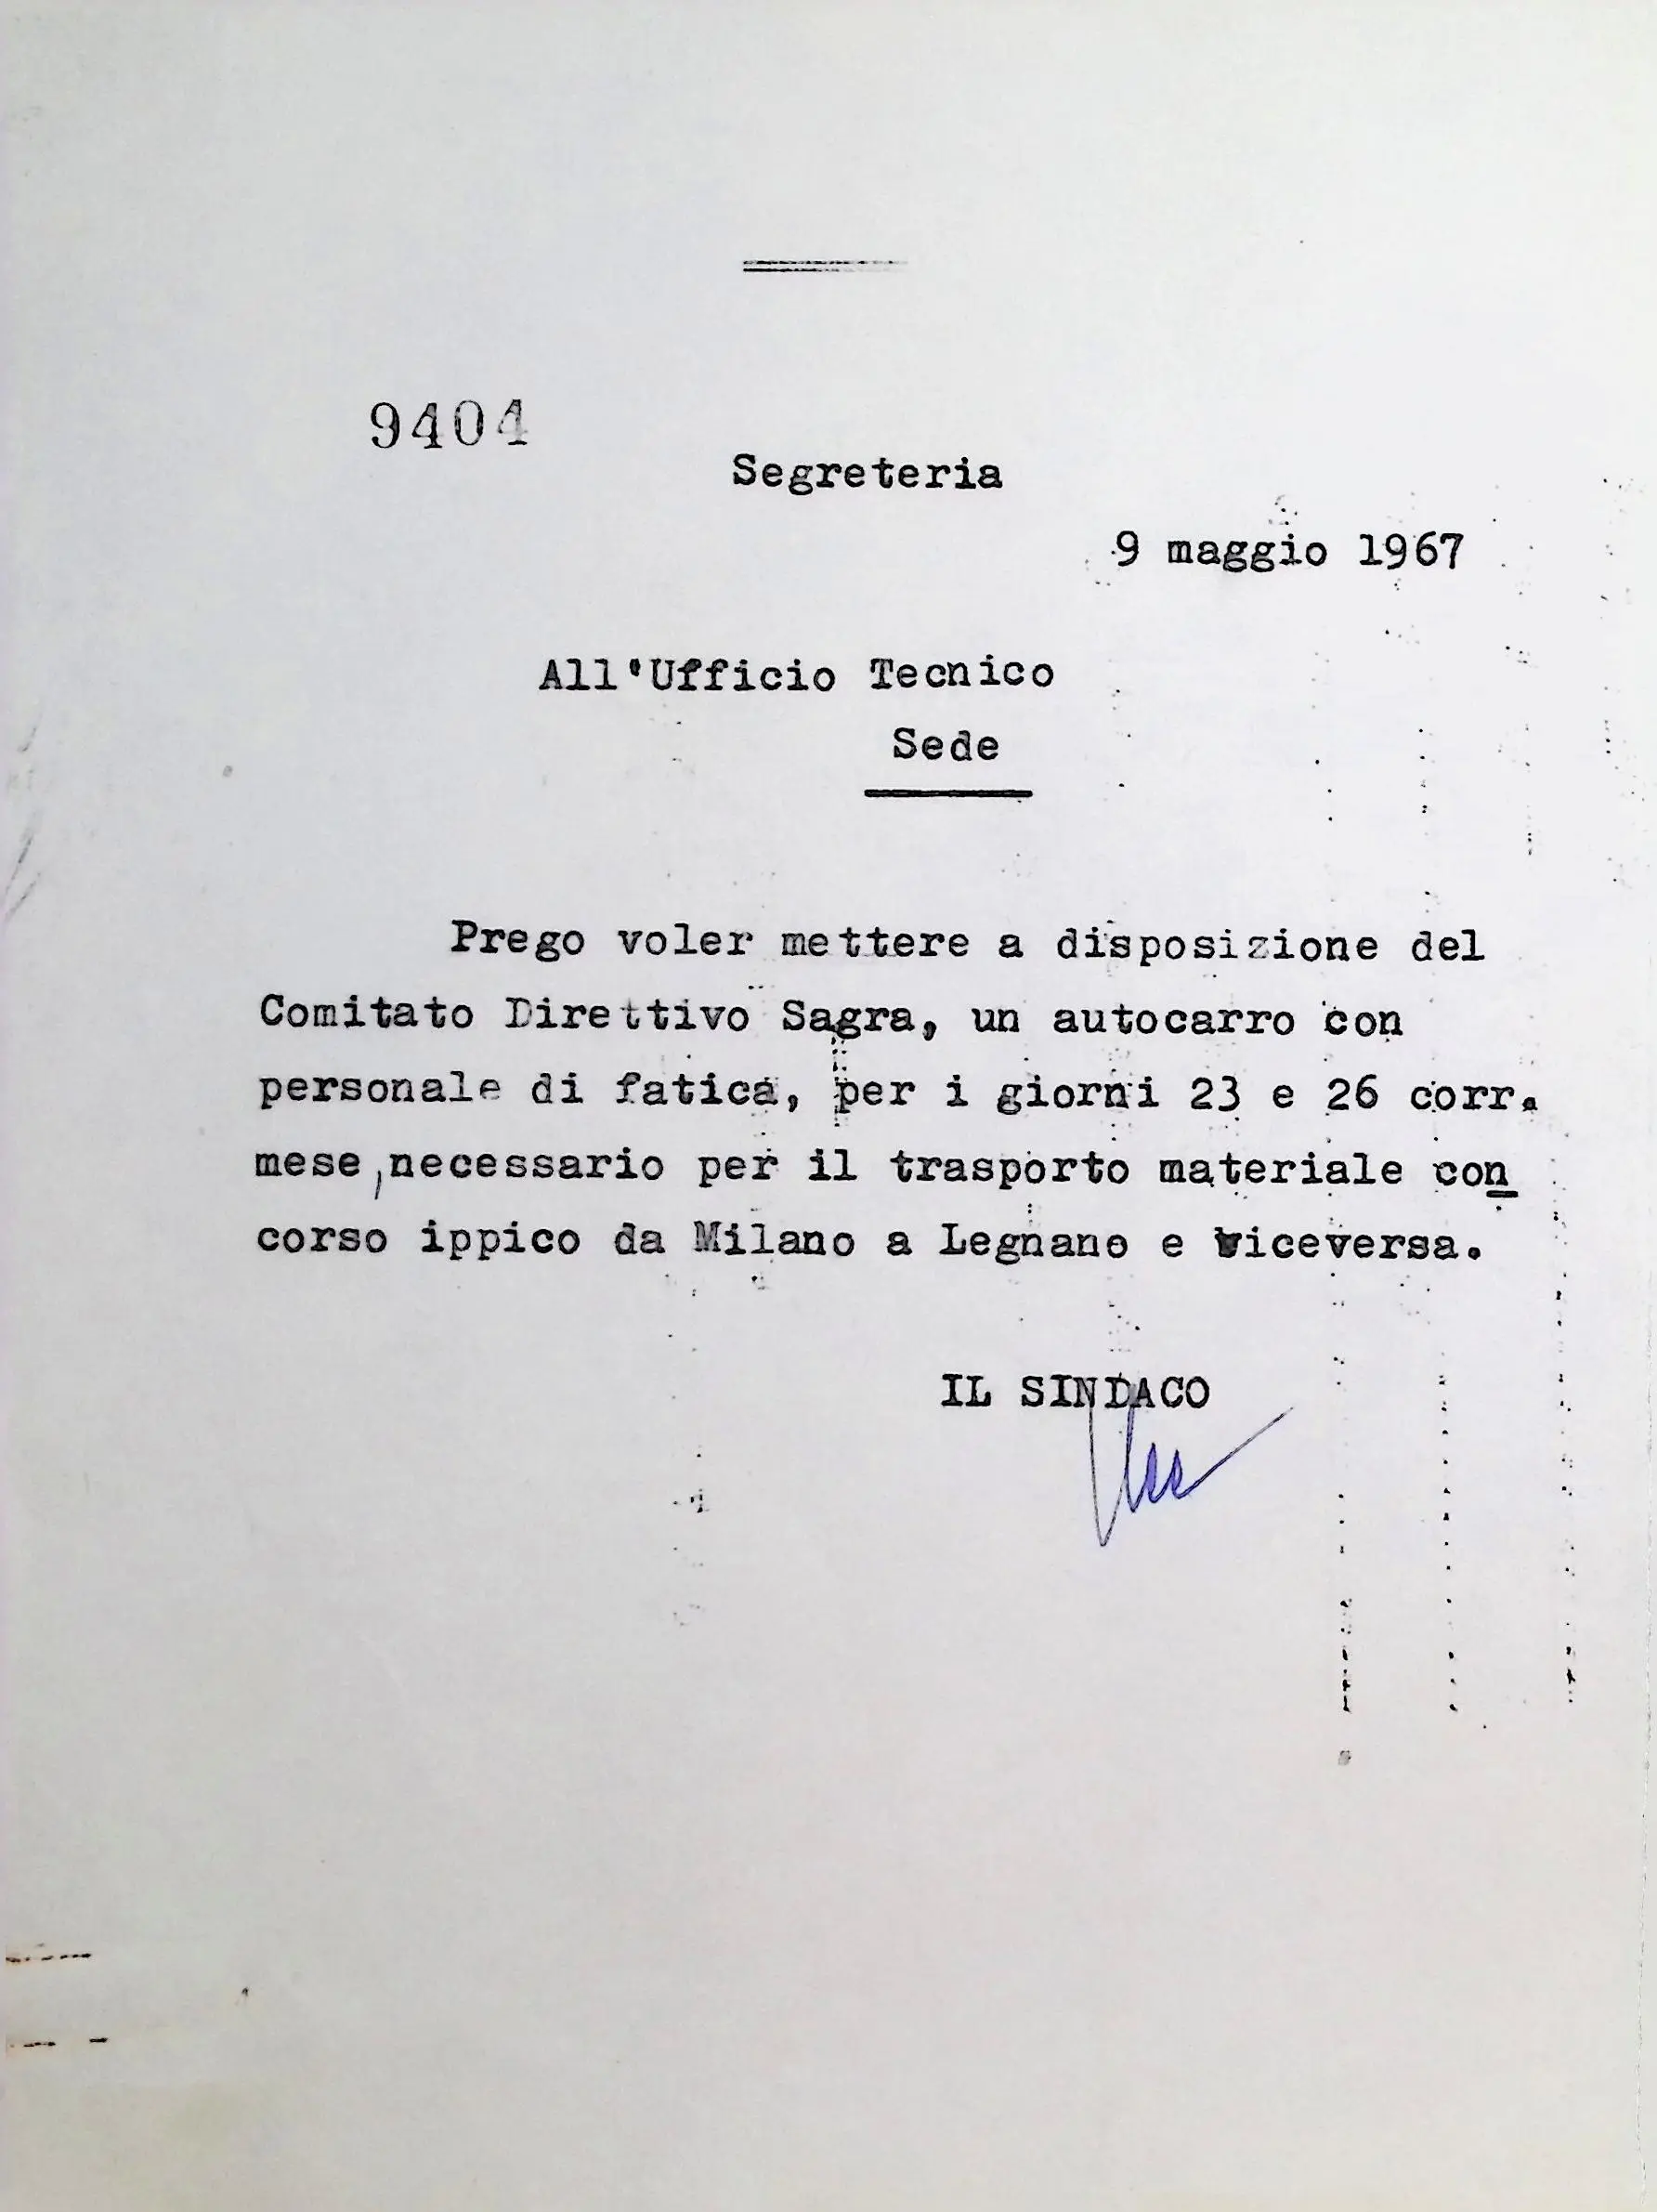 9404
Segreteria
9 maggio 1967
All'Ufficio Tecnico
Sede
Prego voler mettere a disposizione del
Comitato Direttivo Sagra, un autocarro con
personale di fatica, per i giorni 23 e 26 corr.
mese,necessario per il trasporto materiale con
corso ippico da Milano a Legnano e viceversa.
IL SINDACO